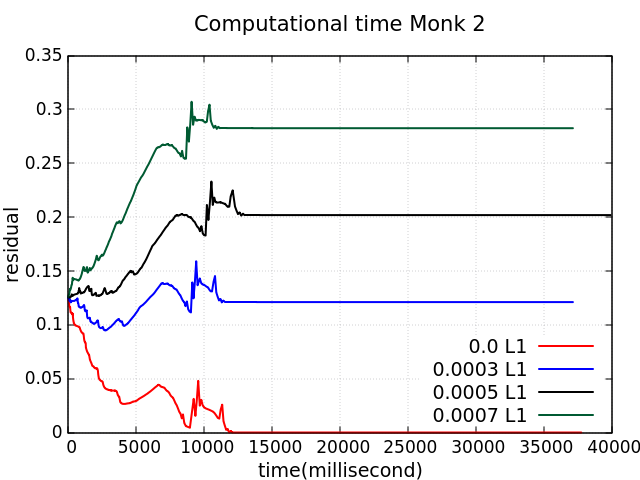 Computational time Monk 2
0.35
0.3
0.25
0.2
0.15
0.1
0.05
0
residual
0.0 L1
0.0003 L1
0.0005 L1
0.0007 L1
0 5000 10000 15000 20000 25000 30000 35000 40000
time(millisecond)